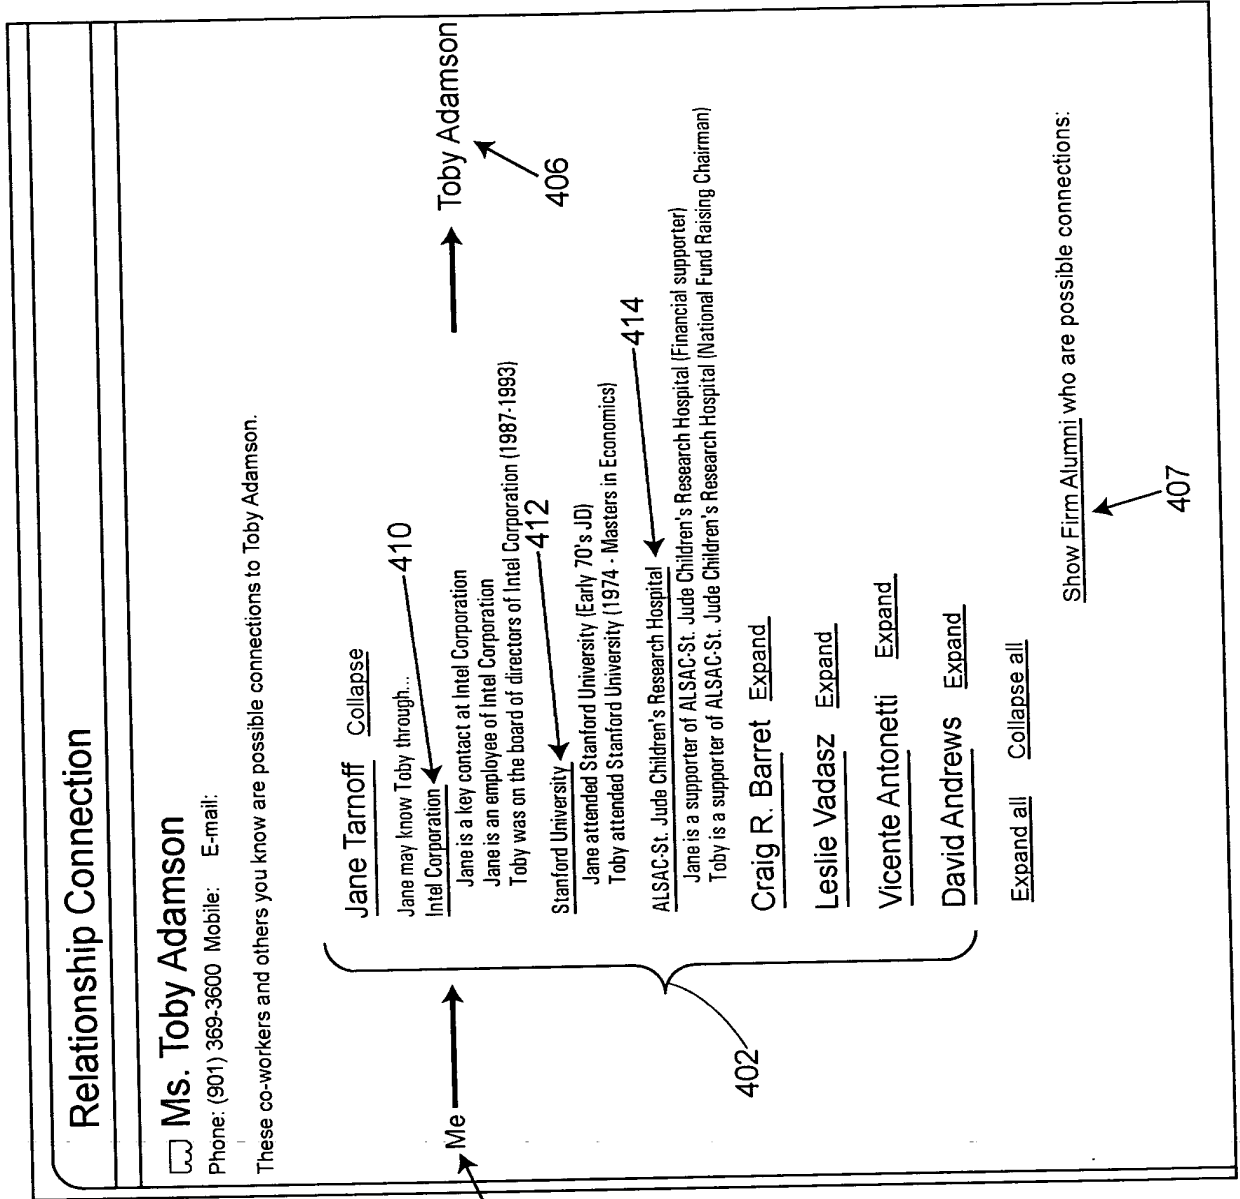 Relationship Connection
Ms. Toby Adamson
Phone: (901) 369-3600 Mobile: E-mail:
These co-workers and others you know are possible connections to Toby Adamson.
Jane Tarnoff Collapse
Jane may know Toby through...
410
Intel Corporation
Me
Toby Adamson
406
Jane is a key contact at Intel Corporation
Jane is an employee of Intel Corporation
Toby was on the board of directors of Intel Corporation (1987-1993)
412
Stanford University
Jane attended Stanford University (Early 70's JD)
Toby attended Stanford University (1974 - Masters in Economics)
414
ALSAC-St. Jude Children's Research Hospital
Jane is a supporter of ALSAC-St. Jude Children's Research Hospital (Financial supporter)
Toby is a supporter of ALSAC-St. Jude Children's Research Hospital (National Fund Raising Chairman)
402
Craig R. Barret Expand
Leslie Vadasz Expand
Vicente Antonetti Expand
David Andrews Expand
Expand all Collapse all
Show Firm Alumni who are possible connections:
407